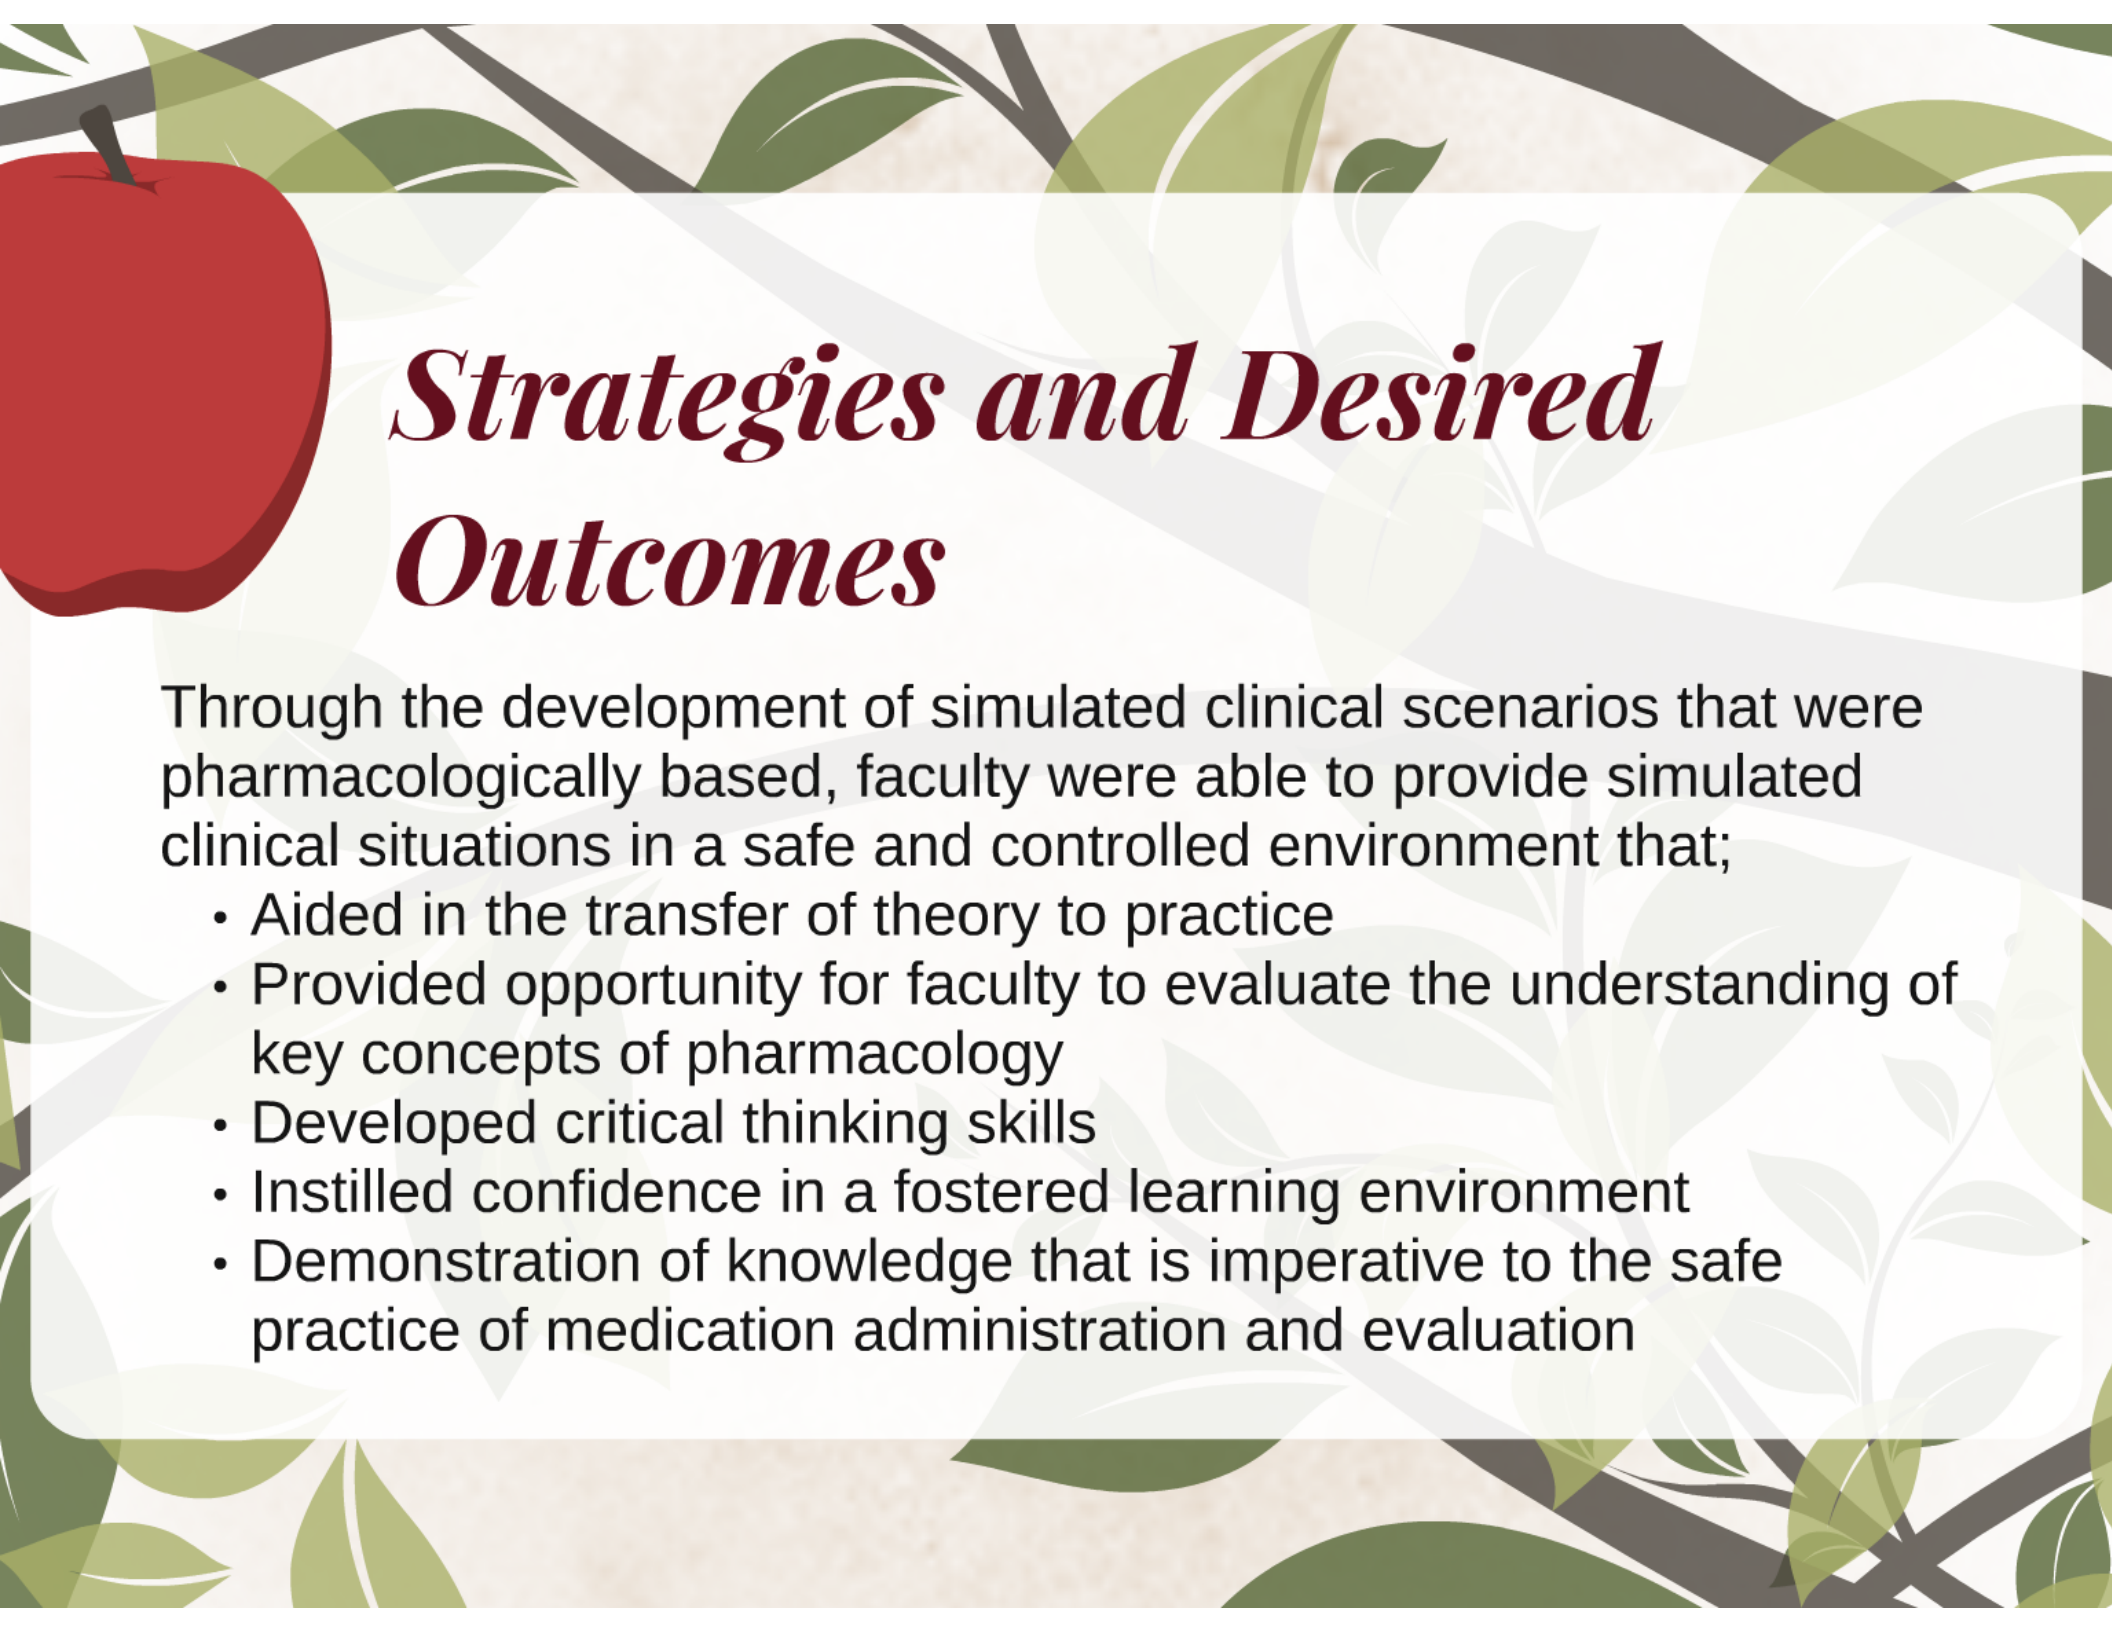 Strategies and Desired
Outcomes
Through the development of simulated clinical scenarios that were
pharmacologically based, faculty were able to provide simulated
clinical situations in a safe and controlled environment that;
• Aided in the transfer of theory to practice
• Provided opportunity for faculty to evaluate the understanding of
key concepts of pharmacology
• Developed critical thinking skills
• Instilled confidence in a fostered learning environment
• Demonstration of knowledge that is imperative to the safe
practice of medication administration and evaluation